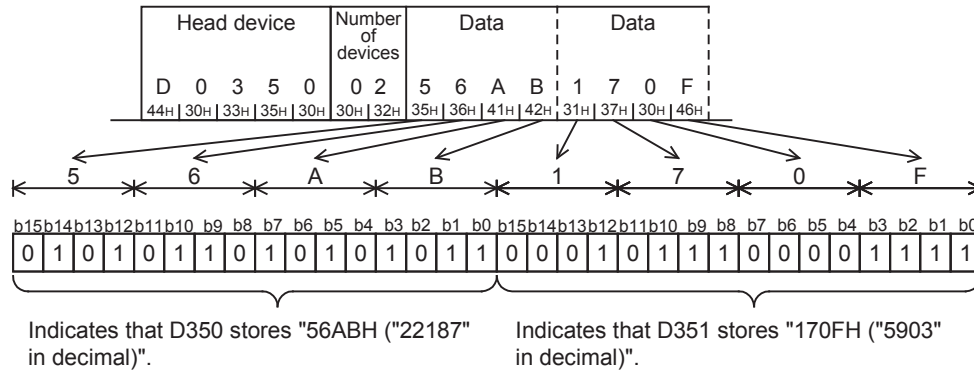 Head device Number of devices Data Data
D 0 3 5 0 0 2 5 6 A B 1 7 0 F
44H 30H 33H 35H 30H 30H 32H 35H 36H 41H 42H 31H 37H 30H 46H
5 6 A B 1 7 0 F
b15 b14 b13 b12 b11 b10 b9 b8 b7 b6 b5 b4 b3 b2 b1 b0 b15 b14 b13 b12 b11 b10 b9 b8 b7 b6 b5 b4 b3 b2 b1 b0
0 1 0 1 0 1 1 0 1 0 1 0 1 0 1 1 0 0 0 1 0 1 1 1 0 0 0 0 1 1 1 1
Indicates that D350 stores "56ABH ("22187" in decimal)".
Indicates that D351 stores "170FH ("5903" in decimal)".